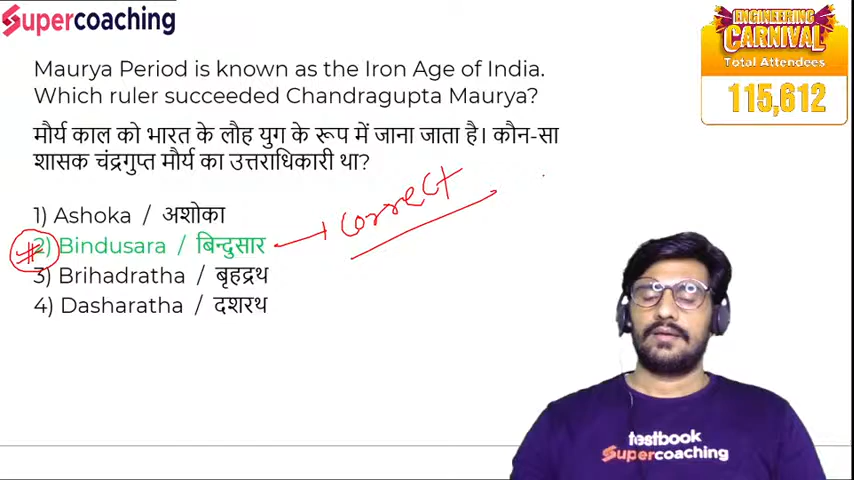 Supercoaching
ENGINEERING
CARNIVAL
Total Attendees
115,612
Maurya Period is known as the Iron Age of India.
Which ruler succeeded Chandragupta Maurya?
मौर्य काल को भारत के लौह युग के रूप में जाना जाता है। कौन-सा
शासक चंद्रगुप्त मौर्य का उत्तराधिकारी था?
1) Ashoka / अशोका
2) Bindusara / बिन्दुसार
correct
3) Brihadratha / बृहद्रथ
4) Dasharatha / दशरथ
testbook
Supercoaching